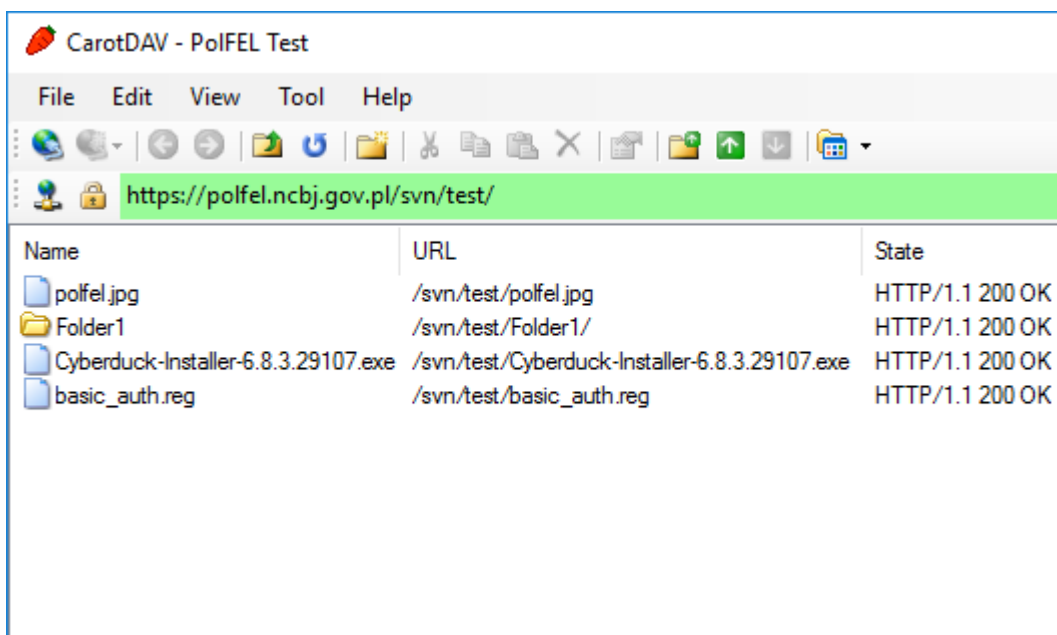 CarotDAV - PolFEL Test
File Edit View Tool Help
https://polfel.ncbj.gov.pl/svn/test/
Name URL State
polfel.jpg /svn/test/polfel.jpg HTTP/1.1 200 OK
Folder1 /svn/test/Folder1/ HTTP/1.1 200 OK
Cyberduck-Installer-6.8.3.29107.exe /svn/test/Cyberduck-Installer-6.8.3.29107.exe HTTP/1.1 200 OK
basic_auth.reg /svn/test/basic_auth.reg HTTP/1.1 200 OK